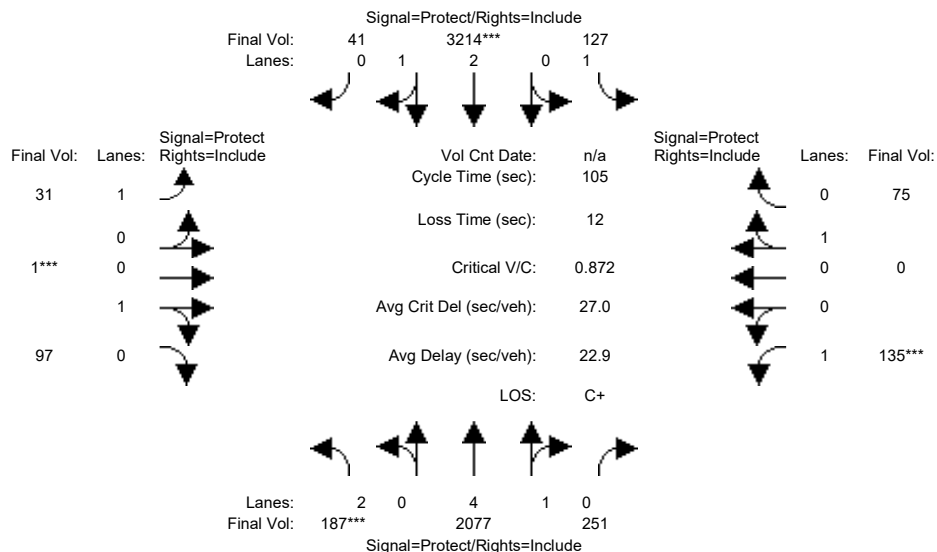 Signal=Protect/Rights=Include
Final Vol: 41 3214*** 127
Lanes: 0 1 2 0 1
Signal=Protect
Final Vol: Lanes: Rights=Include
Vol Cnt Date: n/a
Signal=Protect
Rights=Include Lanes: Final Vol:
Cycle Time (sec): 105
31 1
0 75
Loss Time (sec): 12
0
1
1*** 0
Critical V/C: 0.872
0 0
1
Avg Crit Del (sec/veh): 27.0
0
97 0
Avg Delay (sec/veh): 22.9
1 135***
LOS: C+
Lanes: 2 0 4 1 0
Final Vol: 187*** 2077 251
Signal=Protect/Rights=Include